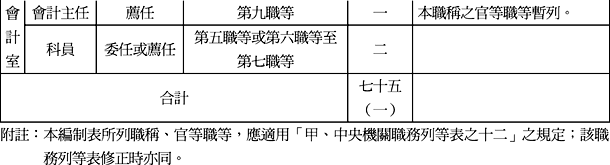 會計室
會計主任 薦任 第九職等 一 本職稱之官等職等暫列。
科員 委任或薦任 第五職等或第六職等至
第七職等 二
合計 七十五
（一）
附註：本編制表所列職稱、官等職等，應適用「甲、中央機關職務列等表之十二」之規定；該職
務列等表修正時亦同。